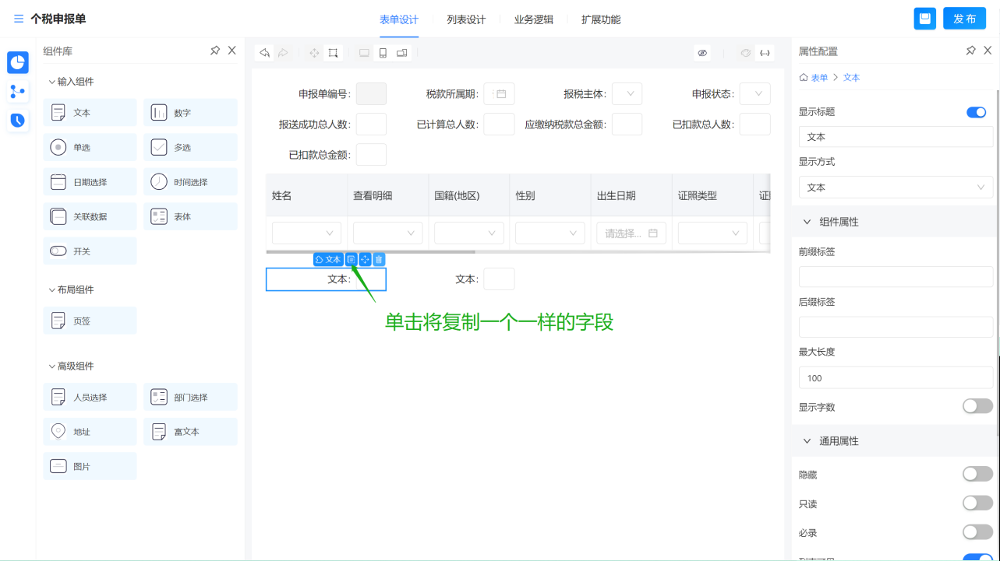 个税申报单
表单设计
列表设计
业务逻辑
扩展功能
发 布
组件库
输入组件
文本
数字
单选
多选
日期选择
时间选择
关联数据
表体
开关
布局组件
页签
高级组件
人员选择
部门选择
地址
富文本
图片
申报单编号:
税款所属期:
报税主体:
申报状态:
报送成功总人数:
已计算总人数:
应缴纳税款总金额:
已扣款总人数:
已扣款总金额:
姓名
查看明细
国籍(地区)
性别
出生日期
证照类型
请选择...
文本
文本:
文本:
单击将复制一个一样的字段
属性配置
表单 > 文本
显示标题
文本
显示方式
文本
组件属性
前缀标签
后缀标签
最大长度
100
显示字数
通用属性
隐藏
只读
必录